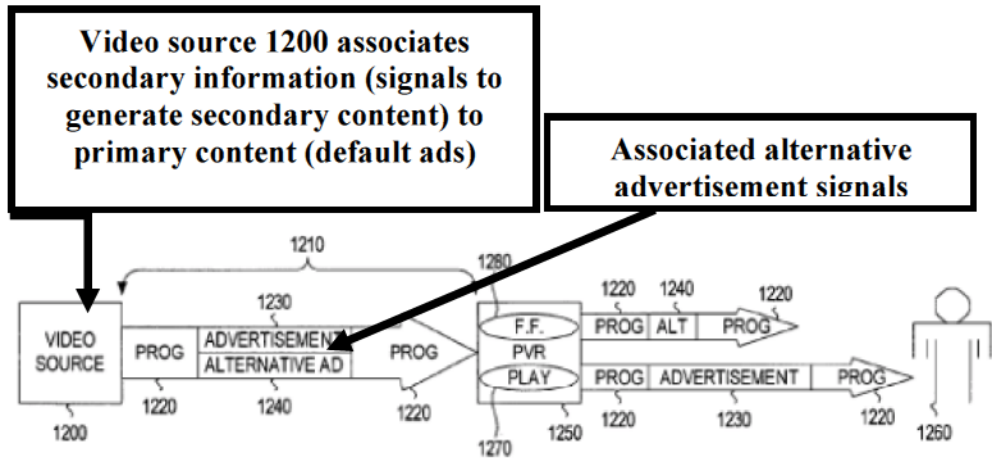 Video source 1200 associates
secondary information (signals to
generate secondary content) to
primary content (default ads)
Associated alternative
advertisement signals
1210
1280
1220 1240 1220
1230
VIDEO
SOURCE
PROG
ADVERTISEMENT
ALTERNATIVE AD
PROG
F.F.
PVR
PLAY
PROG ALT PROG
PROG ADVERTISEMENT PROG
1200
1220
1240
1220
1270
1250
1220
1230
1220
1260